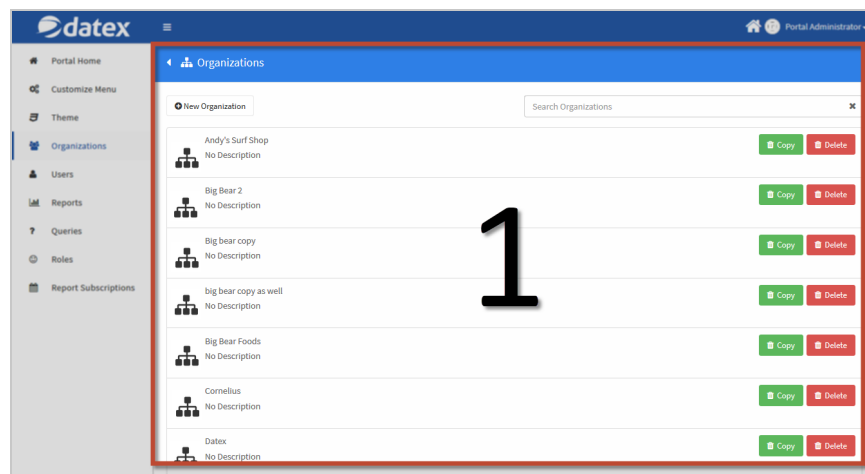 datex
Portal Administrator
Portal Home
Customize Menu
Theme
Organizations
Users
Reports
? Queries
Roles
Report Subscriptions
Organizations
New Organization
Search Organizations
Andy's Surf Shop
No Description
Copy Delete
Big Bear 2
No Description
Copy Delete
Big bear copy
No Description
Copy Delete
big bear copy as well
No Description
Copy Delete
Big Bear Foods
No Description
Copy Delete
Cornelius
No Description
Copy Delete
Datex
No Description
Copy Delete
1